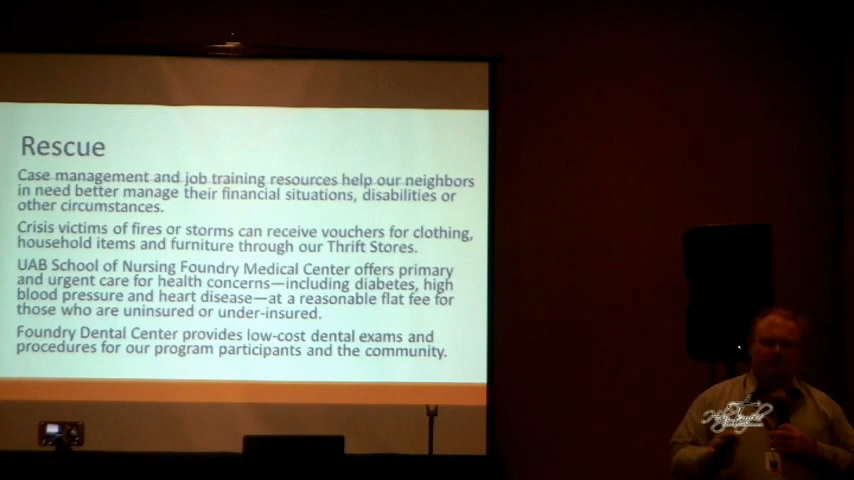 Rescue
Case management and job training resources help our neighbors
in need better manage their financial situations, disabilities or
other circumstances.
Crisis victims of fires or storms can receive vouchers for clothing,
household items and furniture through our Thrift Stores.
UAB School of Nursing Foundry Medical Center offers primary
and urgent care for health concerns—including diabetes, high
blood pressure and heart disease—at a reasonable flat fee for
those who are uninsured or under-insured.
Foundry Dental Center provides low-cost dental exams and
procedures for our program participants and the community.